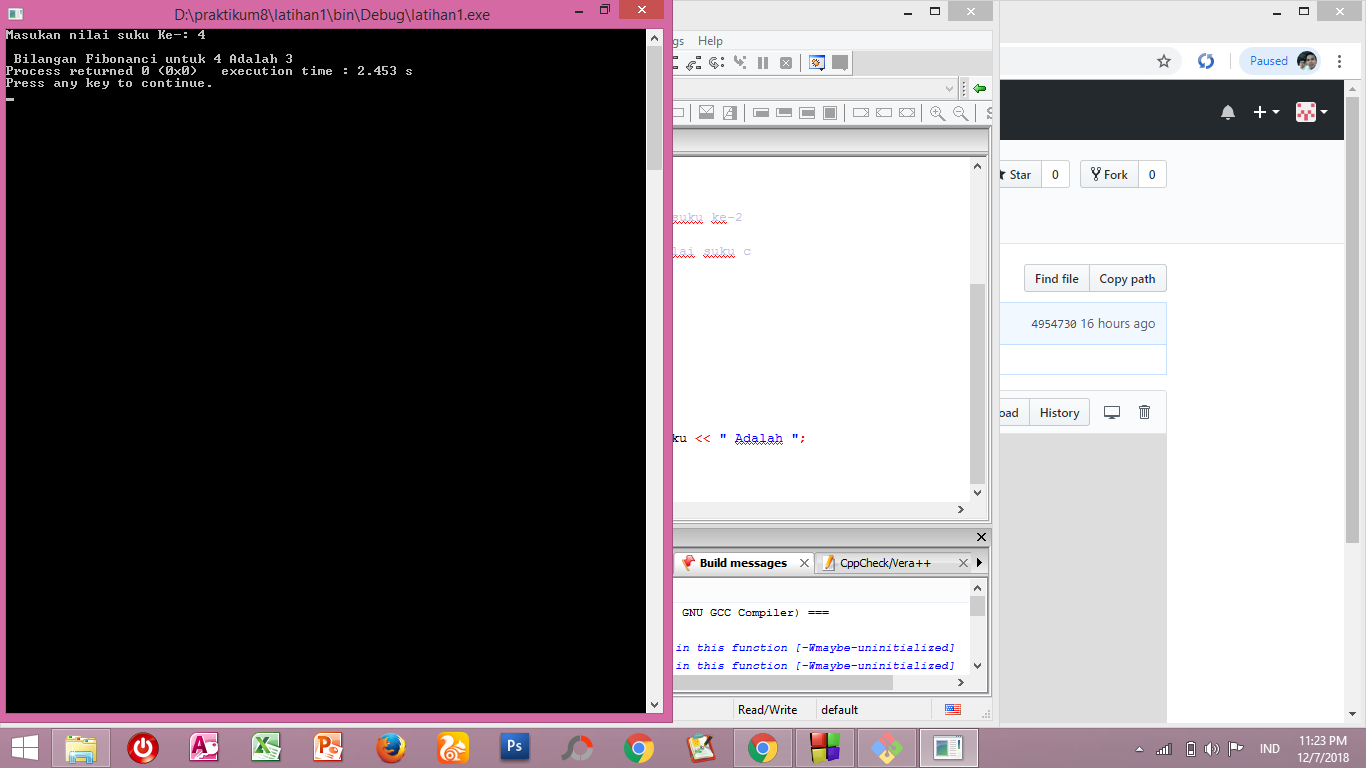 D:\praktikum8\latihan1\bin\Debug\latihan1.exe
Masukan nilai suku Ke-: 4
Bilangan Fibonanci untuk 4 Adalah 3
Process returned 0 (0x0)   execution time : 2.453 s
Press any key to continue.
gs Help
suku ke-2
lai suku c
ku << " Adalah ";
Build messages
CppCheck/Vera++
GNU GCC Compiler) ===
in this function [-Wmaybe-uninitialized]
in this function [-Wmaybe-uninitialized]
Read/Write default
Paused
Star 0 Fork 0
Find file Copy path
4954730 16 hours ago
oad History
IND
11:23 PM
12/7/2018